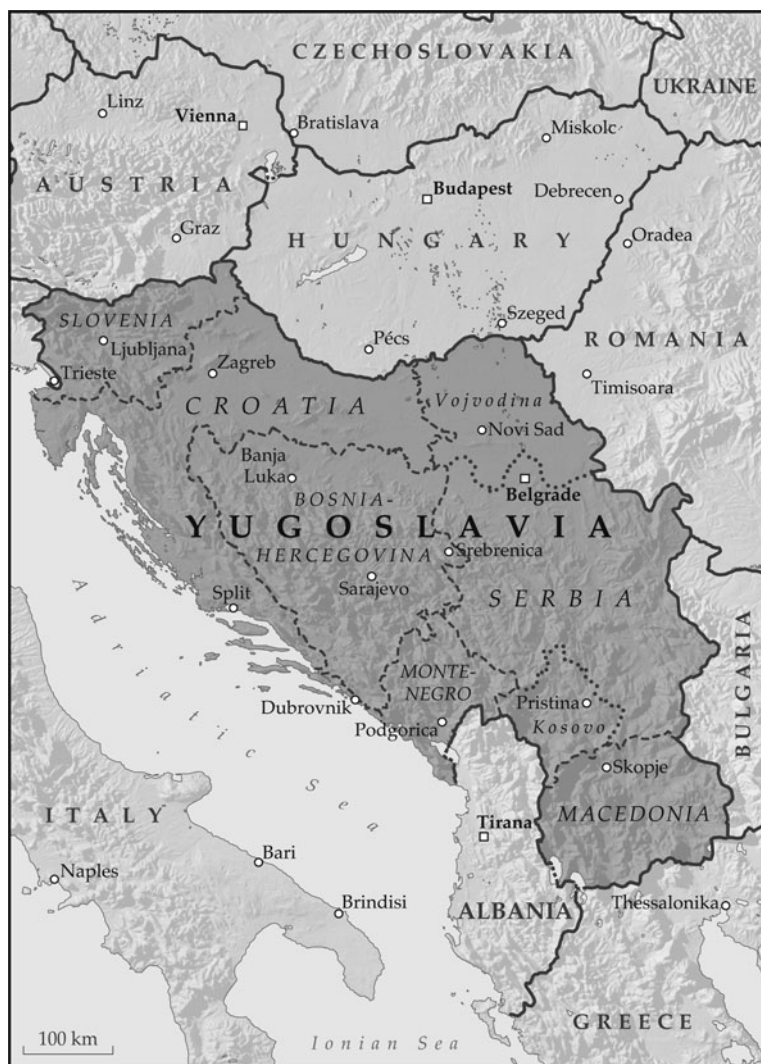 CZECHOSLOVAKIA
UKRAINE
Linz
Vienna
Bratislava
Miskolc
AUSTRIA
Budapest
Debrecen
Graz
HUNGARY
Oradea
SLOVENIA
Szeged
Ljubljana
Pécs
ROMANIA
Trieste
Zagreb
Timisoara
CROATIA
Vojvodina
Novi Sad
Banja
Luka
Belgrade
BOSNIA-
YUGOSLAVIA
HERCEGOVINA
Srebrenica
Sarajevo
Split
SERBIA
Adriatic Sea
MONTE-
NEGRO
BULGARIA
Dubrovnik
Pristina
Podgorica
Kosovo
Skopje
ITALY
MACEDONIA
Tirana
Bari
Naples
Brindisi
ALBANIA
Thessalonika
GREECE
100 km
Ionian Sea